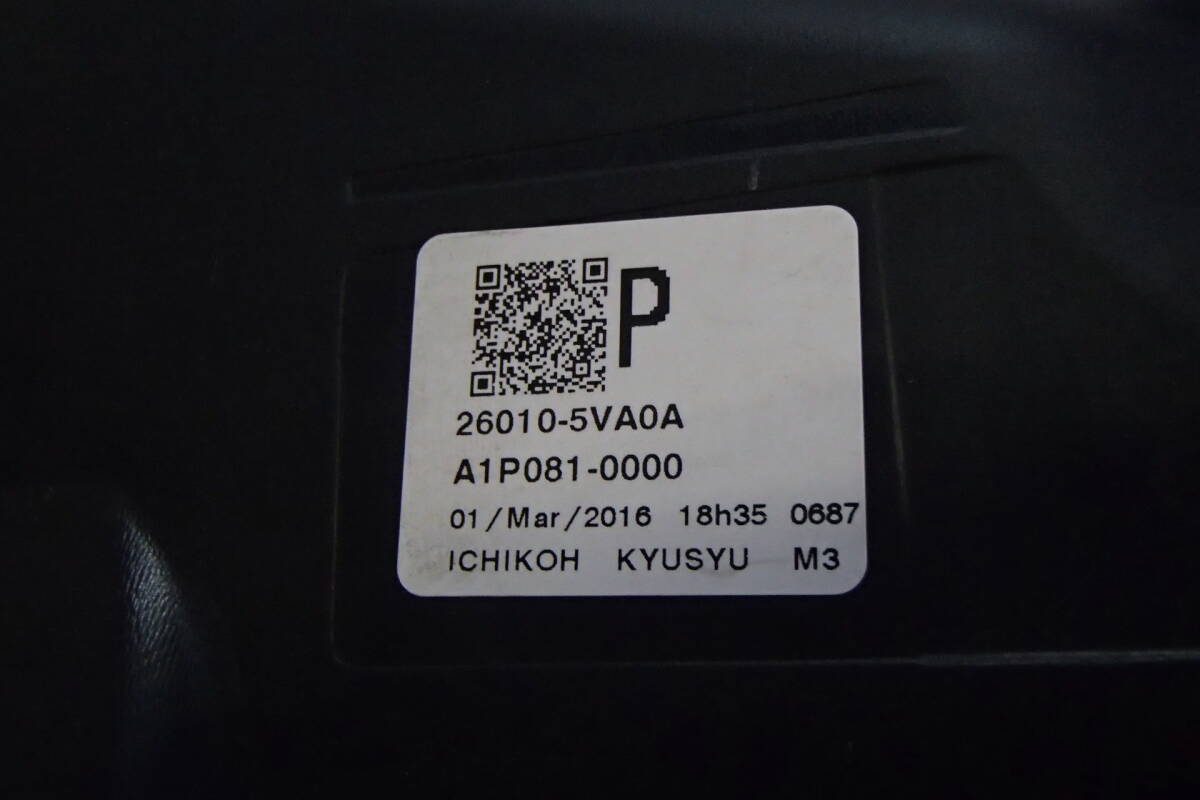 P
26010-5VA0A
A1P081-0000
01/Mar/2016 18h35 0687
ICHIKOH KYUSYU M3